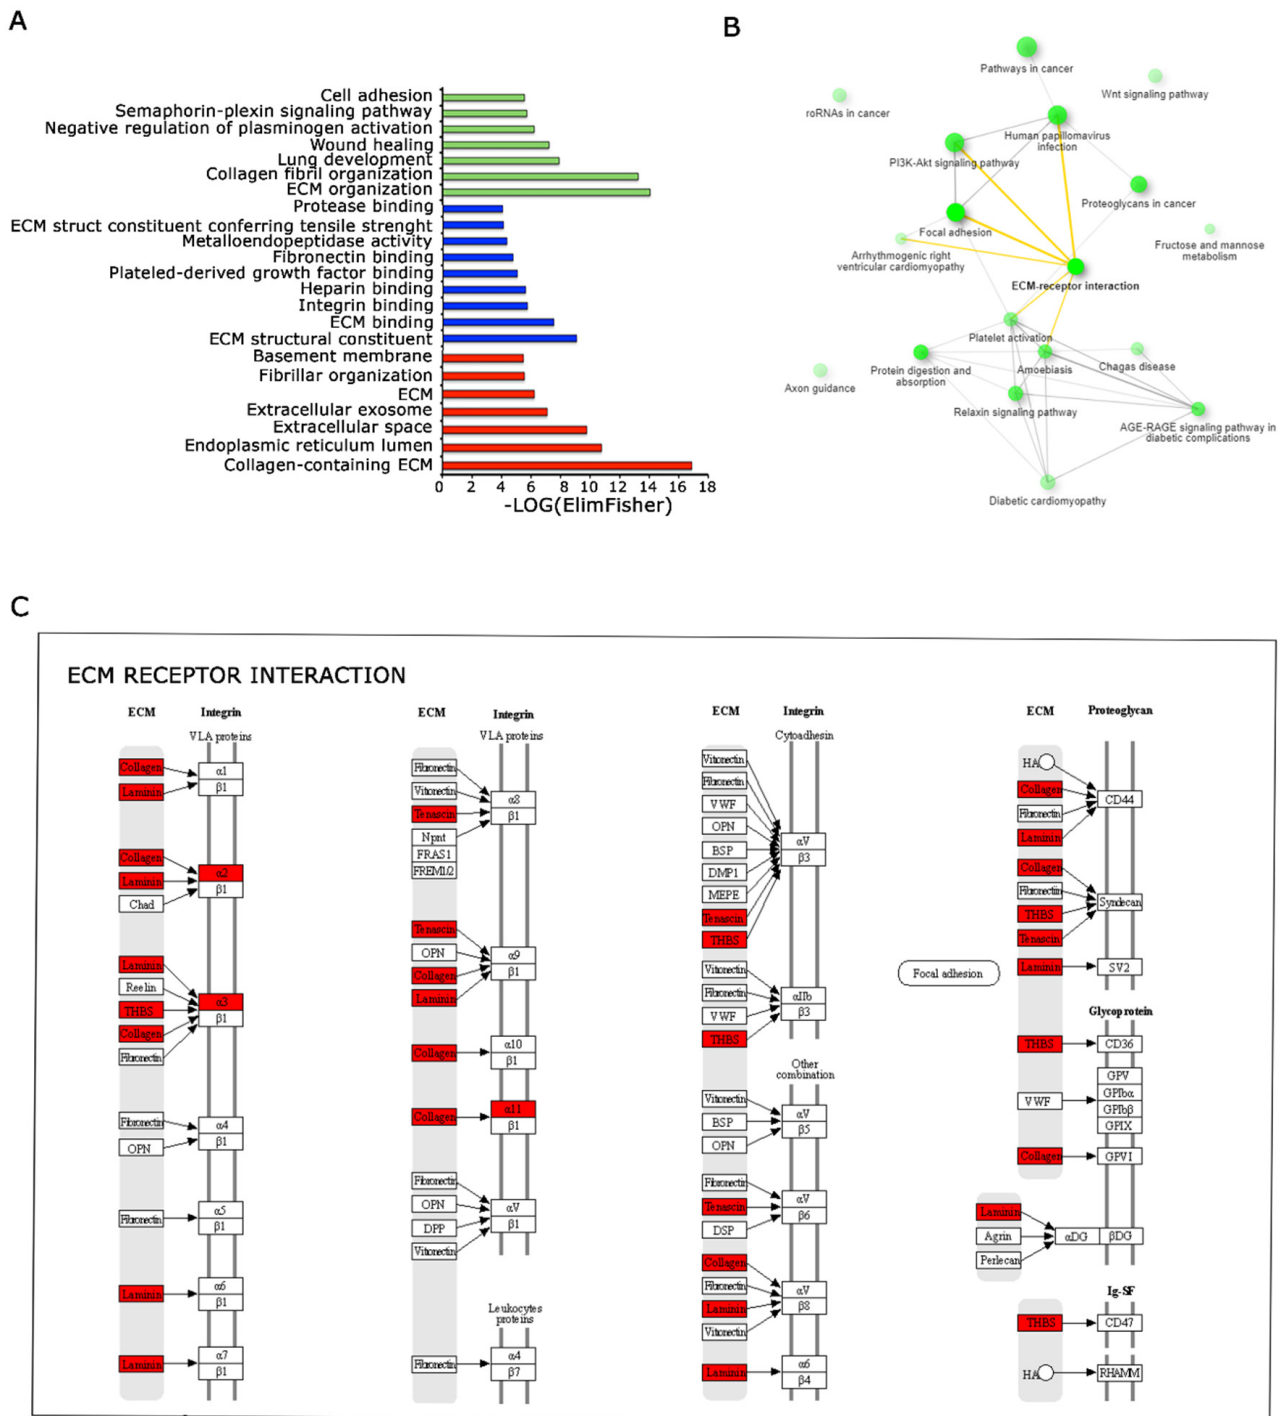 A
Cell adhesion
Semaphorin-plexin signaling pathway
Negative regulation of plasminogen activation
Wound healing
Lung development
Collagen fibril organization
ECM organization
Protease binding
ECM struct constituent conferring tensile strenght
Metalloendopeptidase activity
Fibronectin binding
Plateled-derived growth factor binding
Heparin binding
Integrin binding
ECM binding
ECM structural constituent
Basement membrane
Fibrillar organization
ECM
Extracellular exosome
Extracellular space
Endoplasmic reticulum lumen
Collagen-containing ECM
0 2 4 6 8 10 12 14 16 18
-LOG(ElimFisher)
B
Pathways in cancer
Wnt signaling pathway
roRNAs in cancer
Human papillomavirus
infection
PI3K-Akt signaling pathway
Proteoglycans in cancer
Focal adhesion
Arrhythmogenic right
ventricular cardiomyopathy
Fructose and mannose
metabolism
ECM-receptor interaction
Platelet activation
Protein digestion and
absorption
Amoebiasis
Chagas disease
Axon guidance
Relaxin signaling pathway
AGE-RAGE signaling pathway in
diabetic complications
Diabetic cardiomyopathy
C
ECM RECEPTOR INTERACTION
ECM Integrin
VLA proteins
Collagen
Laminin
α1
β1
Collagen
Laminin
Chad
α2
β1
Laminin
Reelin
THBS
Collagen
Fibronectin
α3
β1
Fibronectin
OPN
α4
β1
Fibronectin
α5
β1
Laminin
α6
β1
Laminin
α7
β1
ECM Integrin
VLA proteins
Fibronectin
Vitronectin
Tenascin
Npnt
FRAS1
FREM1/2
α8
β1
Tenascin
OPN
Collagen
Laminin
α9
β1
Collagen
α10
β1
Collagen
α11
β1
Fibronectin
OPN
DPP
Vitronectin
αV
β1
Leukocytes
proteins
Fibronectin
α4
β7
ECM Integrin
Cytoadhesin
Vitronectin
Fibronectin
VWF
OPN
BSP
DMP1
MEPE
Tenascin
THBS
αV
β3
Vitronectin
Fibronectin
VWF
THBS
αIIb
β3
Other
combination
Vitronectin
BSP
OPN
αV
β5
Fibronectin
Tenascin
DSP
αV
β6
Collagen
Fibronectin
Laminin
Vitronectin
αV
β8
Laminin
α6
β4
ECM Proteoglycan
HA
Collagen
Fibronectin
Laminin
CD44
Collagen
Fibronectin
THBS
Tenascin
Syndecan
Laminin
SV2
Focal adhesion
Glycoprotein
THBS
CD36
VWF
GPV
GPIbα
GPIbβ
GPIX
Collagen
GPVI
Laminin
Agrin
Perlecan
αDG
βDG
Ig-SF
THBS
CD47
HA
RHAMM